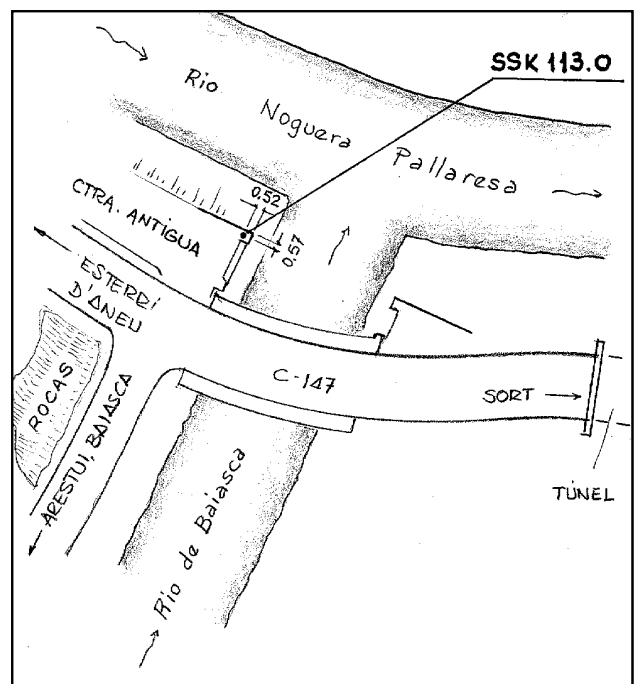 SSK 113.0
Rio Noguera Pallaresa
0.52
0.57
CTRA. ANTIGUA
ESTERRI
D'ANEU
ROCAS
ARESTUI, BAIASCA
C-147
SORT
TÚNEL
Rio de Baiasca